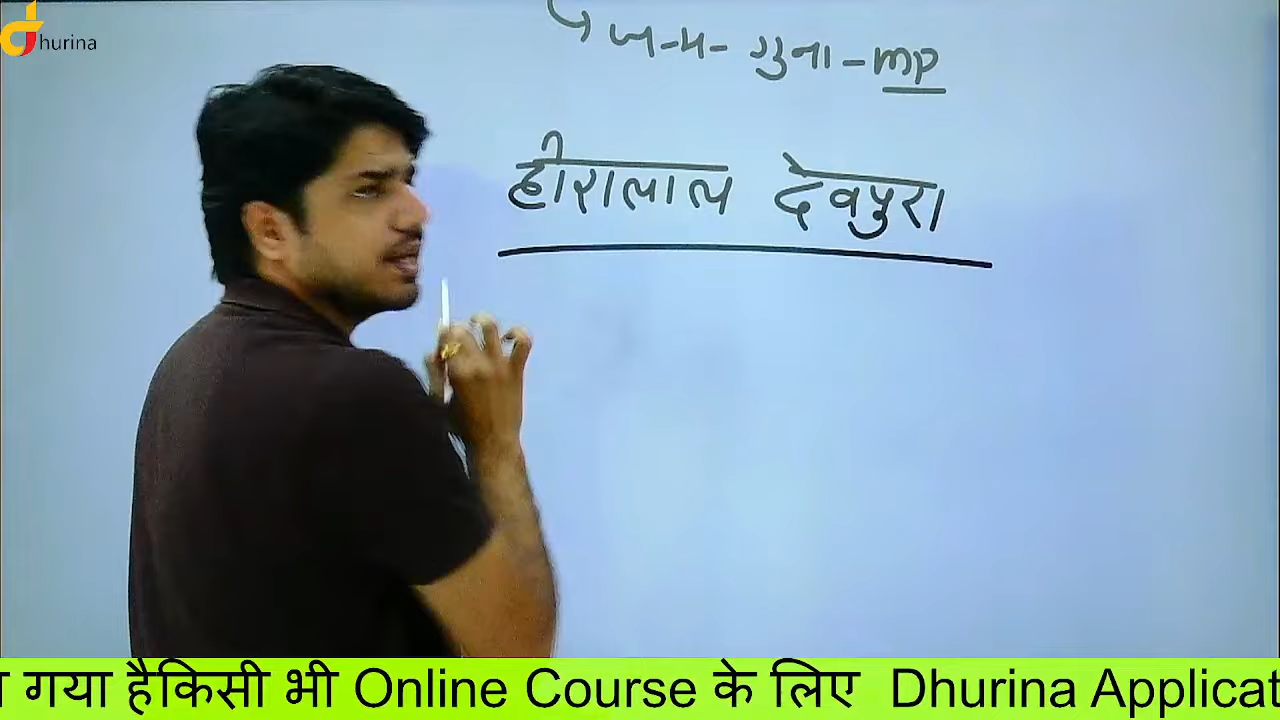 Dhurina
गुना - mp
हीरालाल देवपुरा
गया हैकिसी भी Online Course के लिए Dhurina Applicat